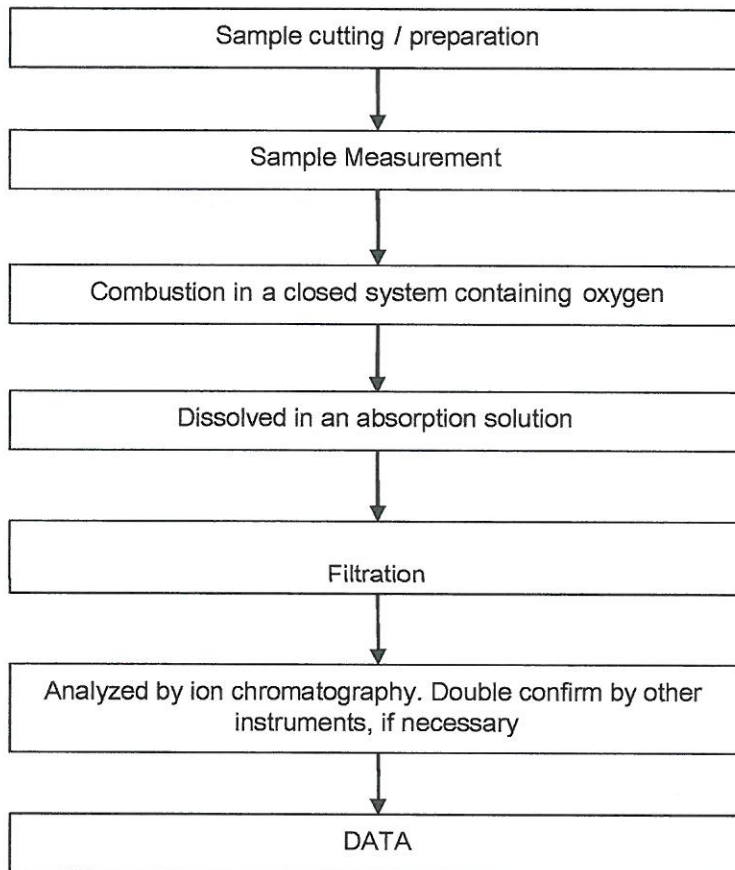 Sample cutting / preparation
Sample Measurement
Combustion in a closed system containing oxygen
Dissolved in an absorption solution
Filtration
Analyzed by ion chromatography. Double confirm by other
instruments, if necessary
DATA